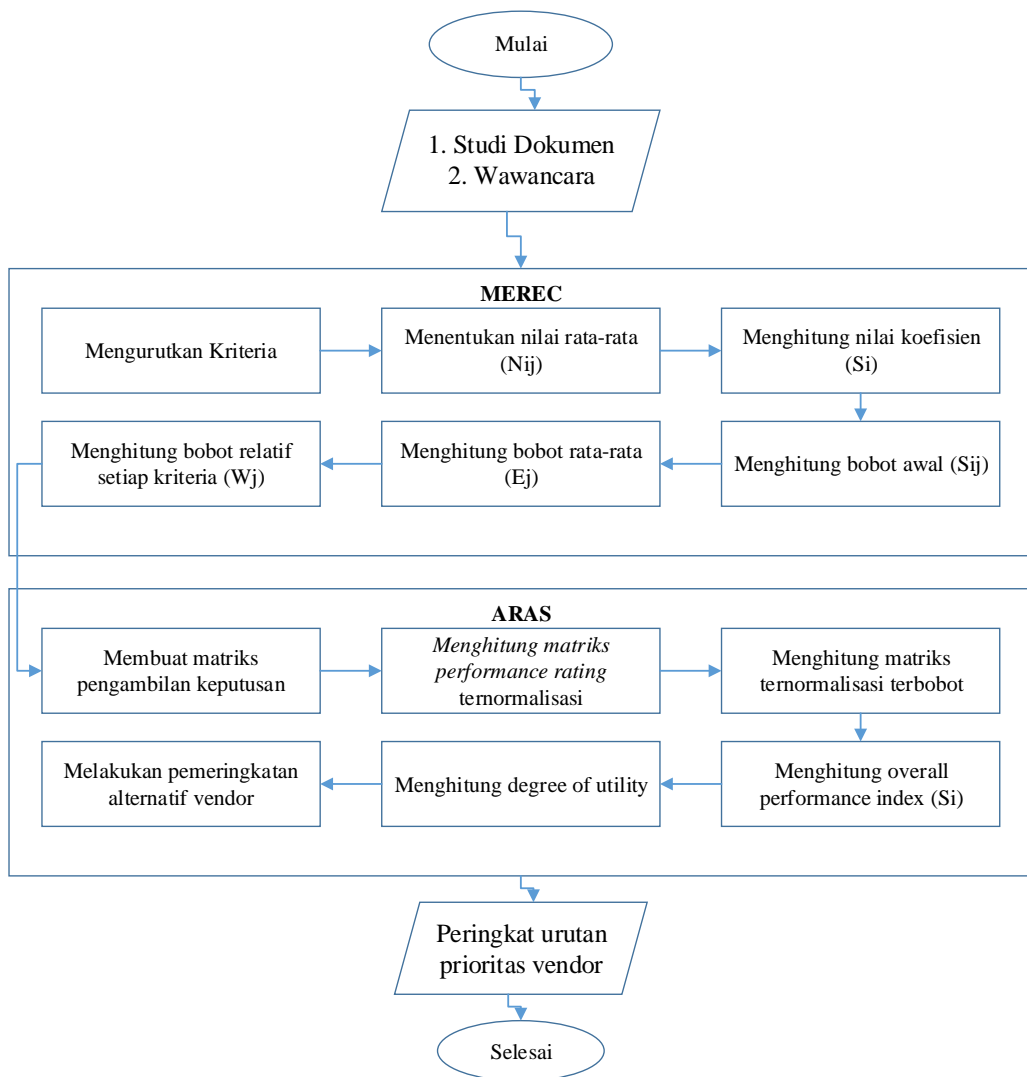 Mulai
1. Studi Dokumen
2. Wawancara
MEREC
Mengurutkan Kriteria
Menentukan nilai rata-rata
(Nij)
Menghitung nilai koefisien
(Si)
Menghitung bobot awal (Sij)
Menghitung bobot rata-rata
(Ej)
Menghitung bobot relatif
setiap kriteria (Wj)
ARAS
Membuat matriks
pengambilan keputusan
Menghitung matriks
performance rating
ternormalisasi
Menghitung matriks
ternormalisasi terbobot
Menghitung overall
performance index (Si)
Menghitung degree of utility
Melakukan pemeringkatan
alternatif vendor
Peringkat urutan
prioritas vendor
Selesai